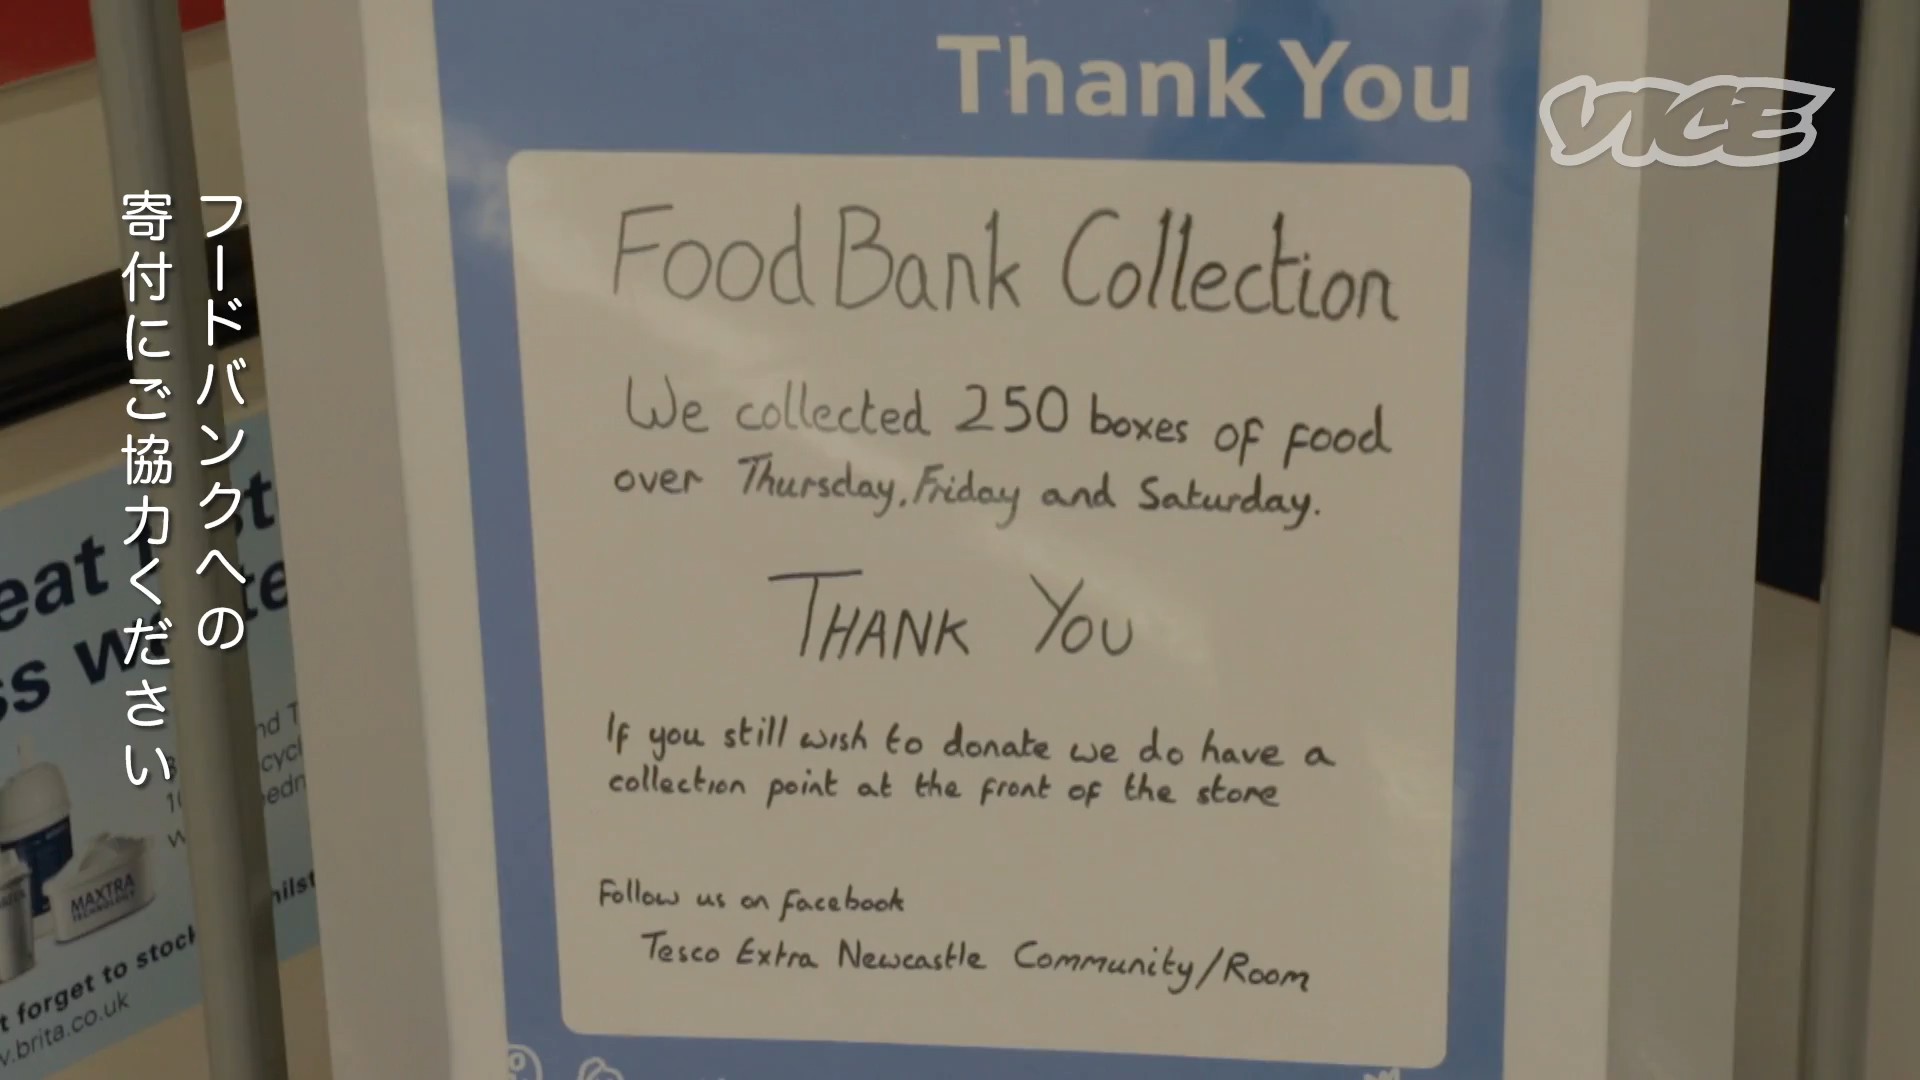 Thank You
VICE
Food Bank Collection
We collected 250 boxes of food
over Thursday, Friday and Saturday.
THANK YOU
If you still wish to donate we do have a
collection point at the front of the store
Follow us on facebook
Tesco Extra Newcastle Community/Room
フードバンクへの
寄付にご協力ください
eat
ss w
MAXTRA
TECHNOLOGY
hilst
t forget to stock
w.brita.co.uk